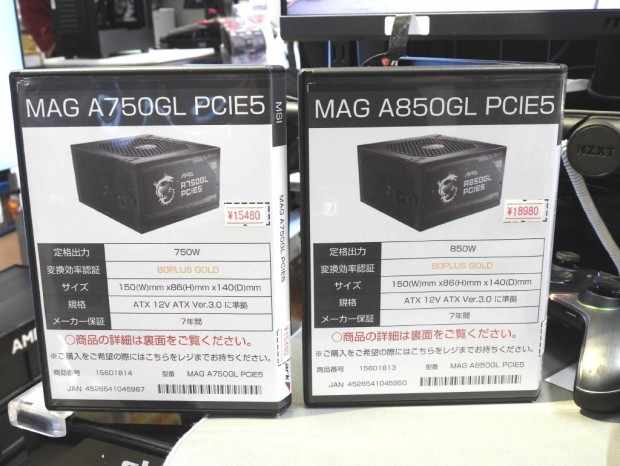 MAG A750GL PCIE5
MAG
A750GL
PCIE5
¥15480
定格出力 750W
変換効率認証 80PLUS GOLD
サイズ 150(W)mm x86(H)mm x140(D)mm
規格 ATX 12V ATX Ver.3.0 に準拠
メーカー保証 7年間
〇商品の詳細は裏面をご覧ください。
※ご購入をご希望の際にはこちらをレジまでお持ちください。
商品番号 15601814 型番 MAG A750GL PCIE5
JAN 4526541045967
MSI
MAG A750GL PCIE5
¥15480
MAG A850GL PCIE5
MAG
A850GL
PCIE5
¥18980
定格出力 850W
変換効率認証 80PLUS GOLD
サイズ 150(W)mm x86(H)mm x140(D)mm
規格 ATX 12V ATX Ver.3.0 に準拠
メーカー保証 7年間
〇商品の詳細は裏面をご覧ください。
※ご購入をご希望の際にはこちらをレジまでお持ちください。
商品番号 15601813 型番 MAG A850GL PCIE5
JAN 4526541045950
NZXT
AMD